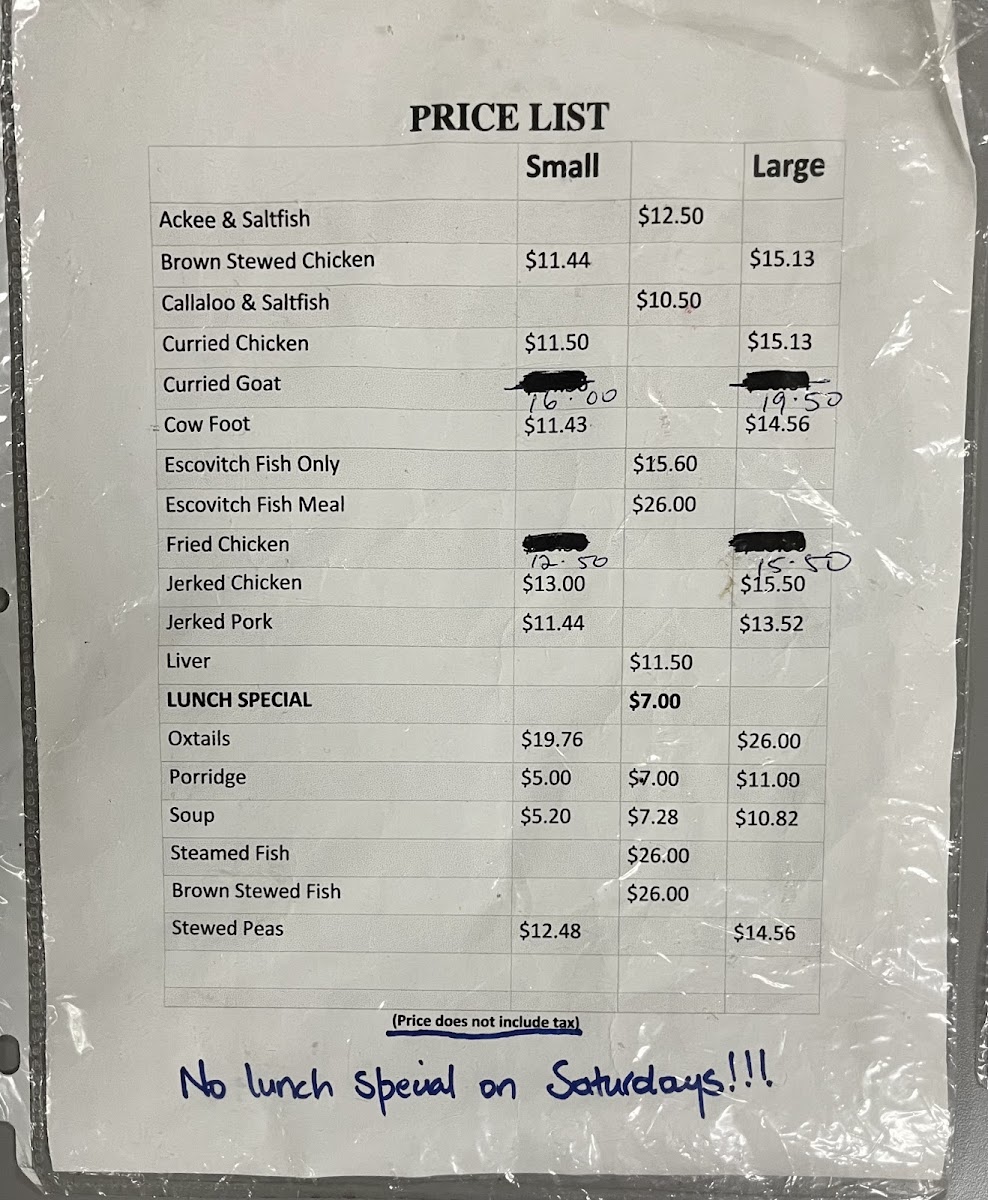 PRICE LIST
Small Large
Ackee & Saltfish $12.50
Brown Stewed Chicken $11.44 $15.13
Callaloo & Saltfish $10.50
Curried Chicken $11.50 $15.13
Curried Goat 16.00 19.50
Cow Foot $11.43 $14.56
Escovitch Fish Only $15.60
Escovitch Fish Meal $26.00
Fried Chicken 12.50 15.50
Jerked Chicken $13.00 $15.50
Jerked Pork $11.44 $13.52
Liver $11.50
LUNCH SPECIAL $7.00
Oxtails $19.76 $26.00
Porridge $5.00 $7.00 $11.00
Soup $5.20 $7.28 $10.82
Steamed Fish $26.00
Brown Stewed Fish $26.00
Stewed Peas $12.48 $14.56
(Price does not include tax)
No lunch special on Saturdays!!!